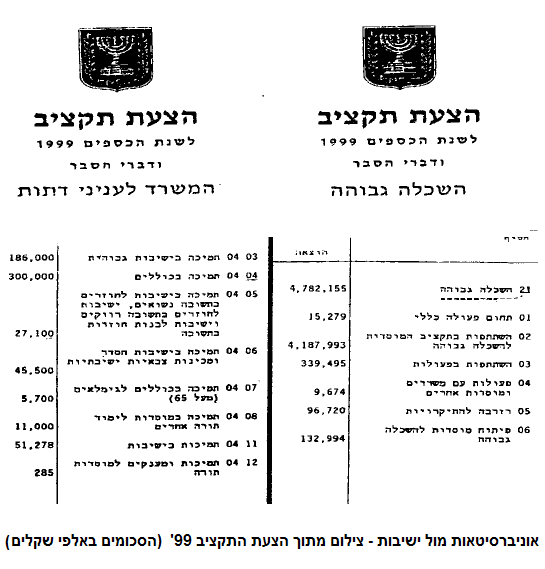 הצעת תקציב
לשנת הכספים 1999
ודברי הסבר
השכלה גבוהה
הוצאה
21 השכלה גבוהה 4,782,155
01 תחום פעולה כללי 15,279
02 השתתפות בתקציב המוסדות
להשכלה גבוהה 4,187,993
03 השתתפות בפעולות 339,495
04 פעולות עם משרדים
ומוסדות אחרים 9,674
05 רזרבה להתיקרויות 96,720
06 פיתוח מוסדות להשכלה
גבוהה 132,994
הצעת תקציב
לשנת הכספים 1999
ודברי הסבר
המשרד לעניני דתות
04 03 תמיכה בישיבות גבוהות 186,000
04 04 תמיכה בכוללים 300,000
04 05 תמיכה בישיבות לחוזרים
בתשובה נשואים, ישיבות
לחוזרים בתשובה רווקים
וישיבות לבנות חוזרות
בתשובה 27,100
04 06 תמיכה בישיבות הסדר
ומכינות צבאיות ישיבתיות
45,500
04 07 תמיכה בכוללים לגימלאים
(מעל 65) 5,700
04 08 תמיכה במוסדות לימוד
תורה אחרים 11,000
04 11 תמיכות בישיבות 51,278
04 12 תמיכות ומענקים למוסדות
תורה 285
אוניברסיטאות מול ישיבות - צילום מתוך הצעת התקציב 99' (הסכומים באלפי שקלים)